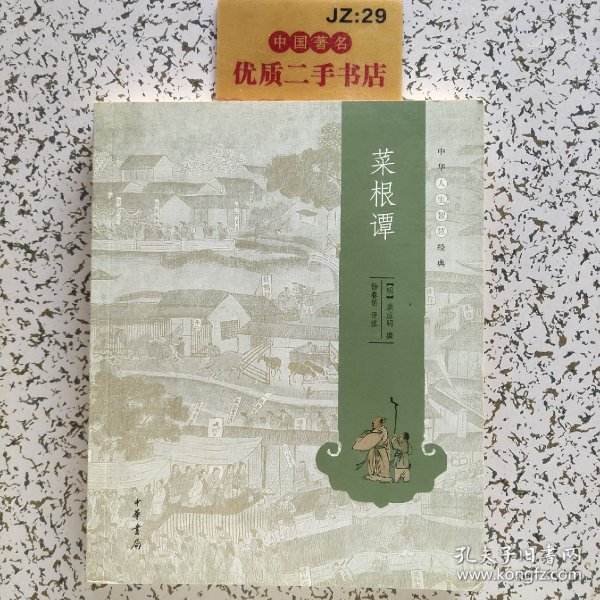 JZ:29
中国著名
优质二手书店
中华人生智慧经典
菜根谭
【明】洪应明 撰
杨春俏 评注
中华书局
孔夫子旧书网
www.kongfz.com